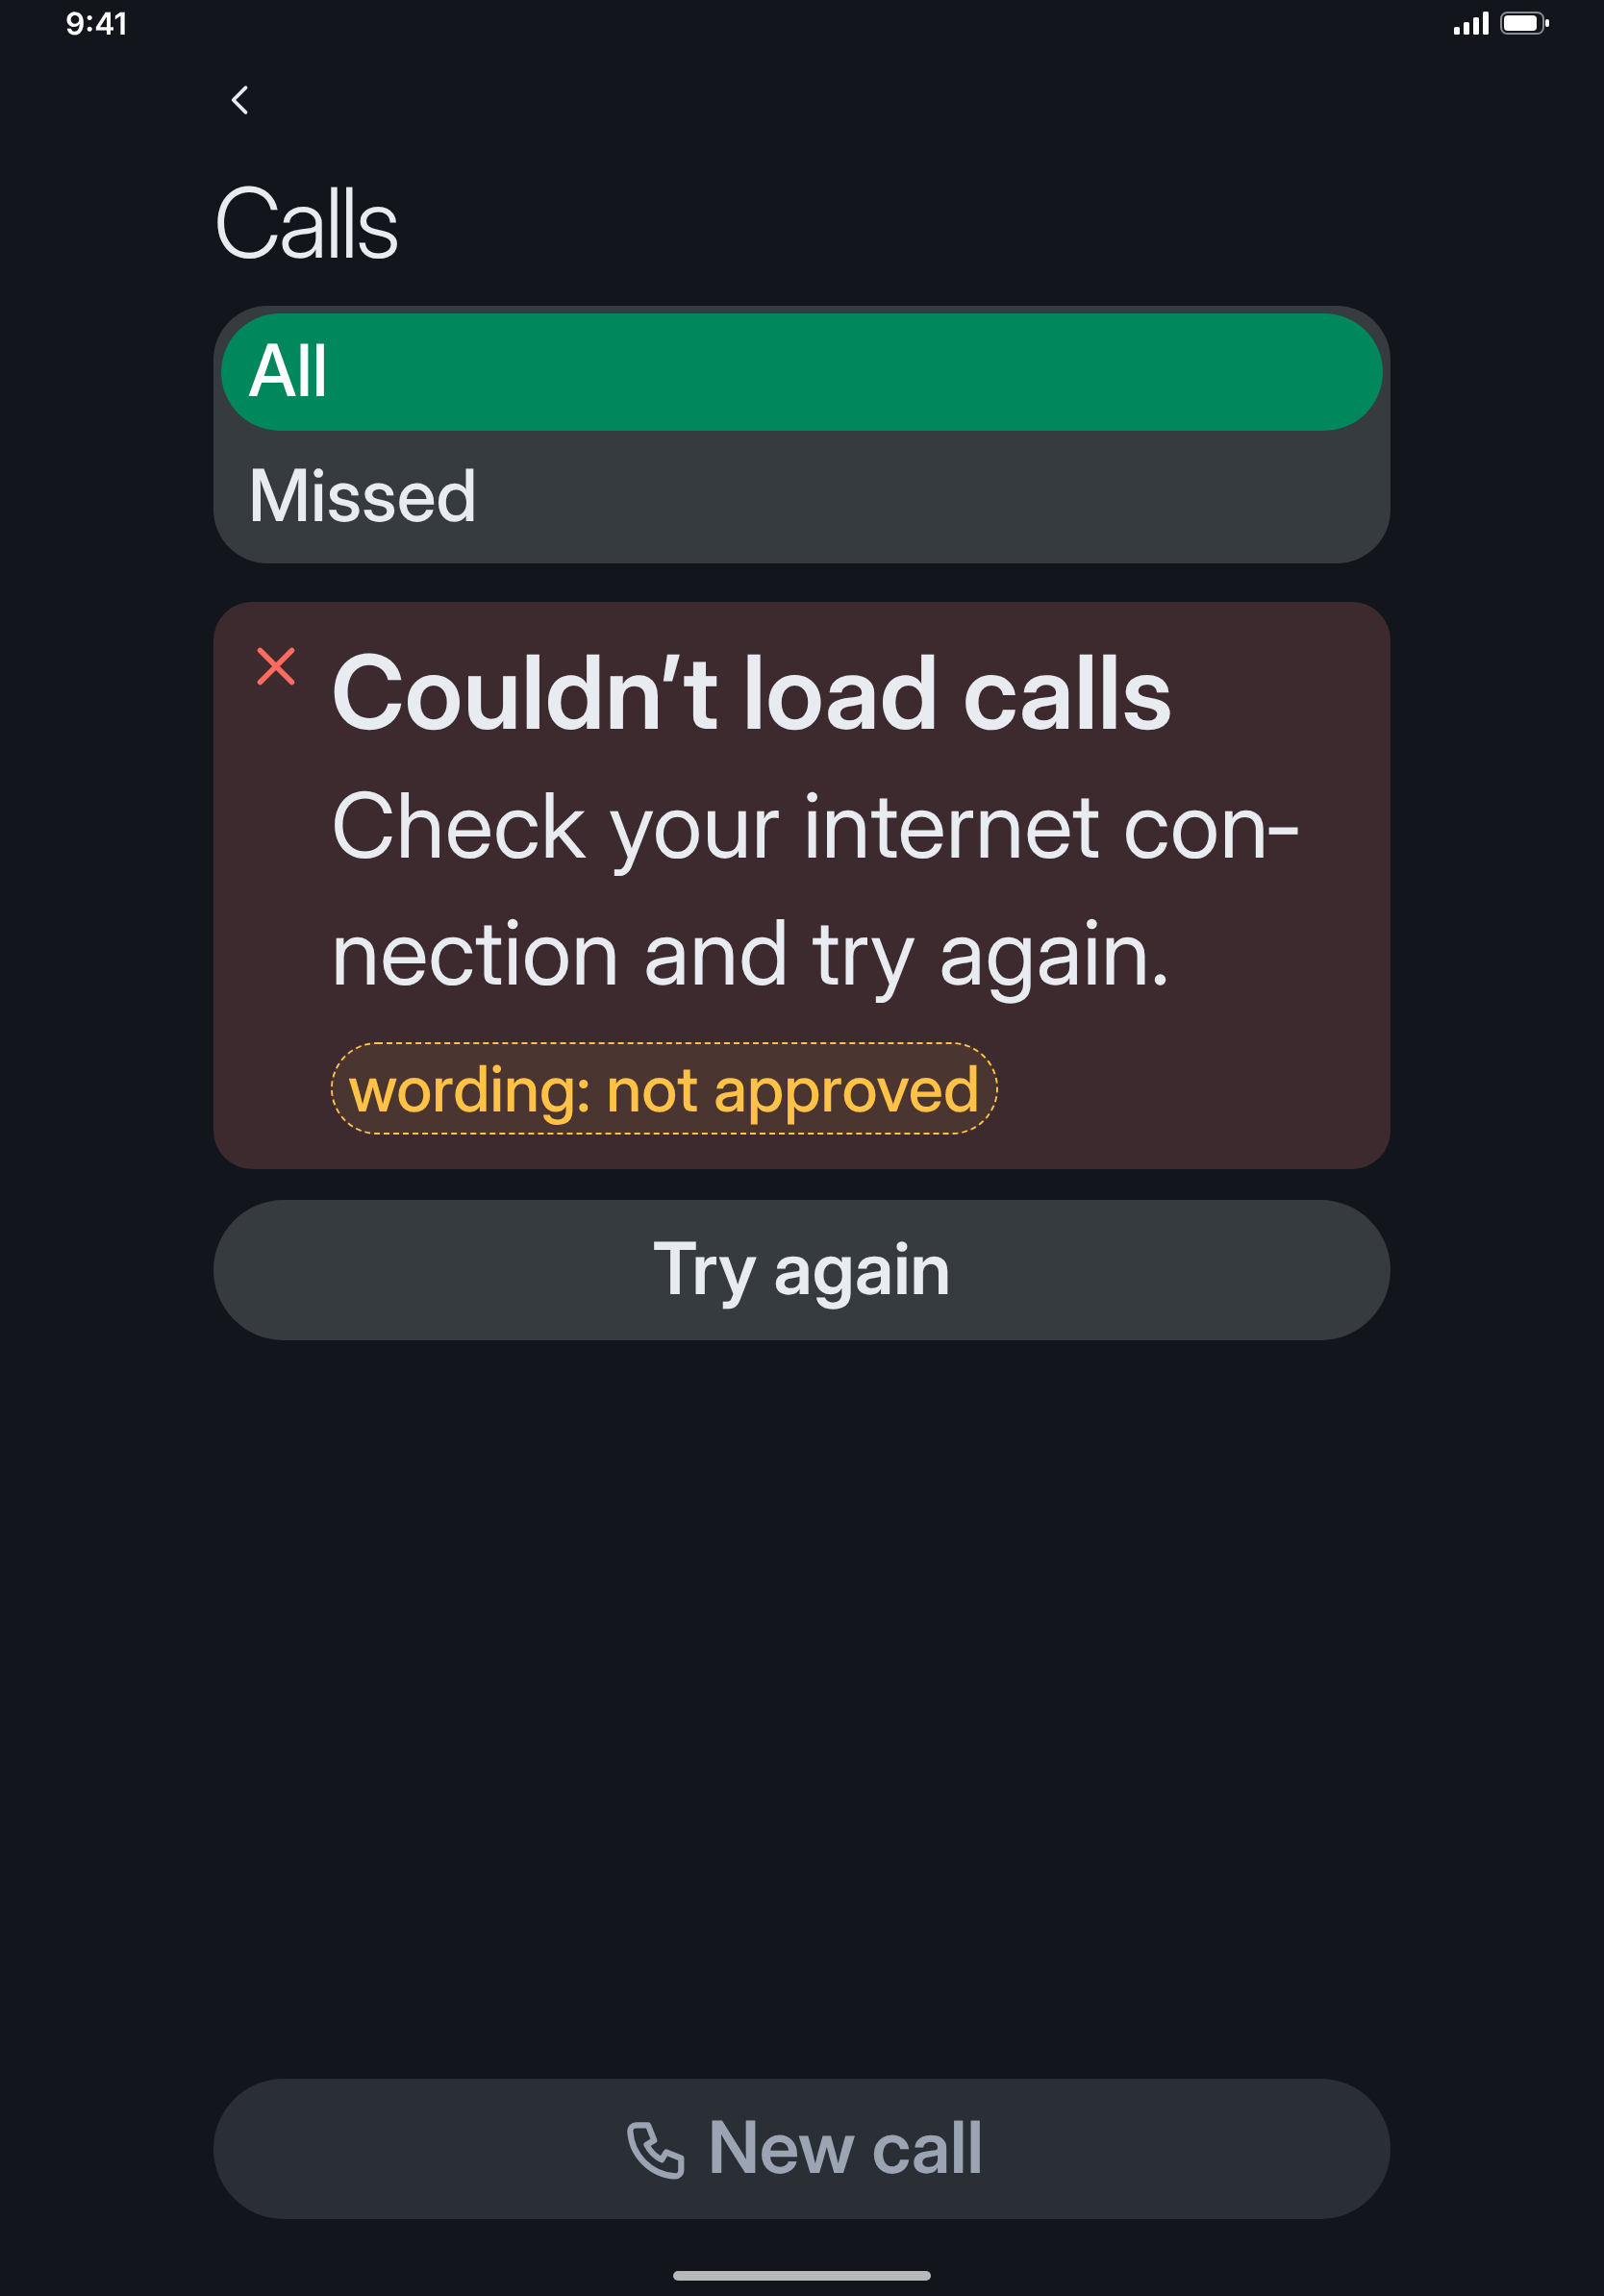 9:41
Calls
All
Missed
Couldn't load calls
Check your internet con-
nection and try again.
wording: not approved
Try again
New call